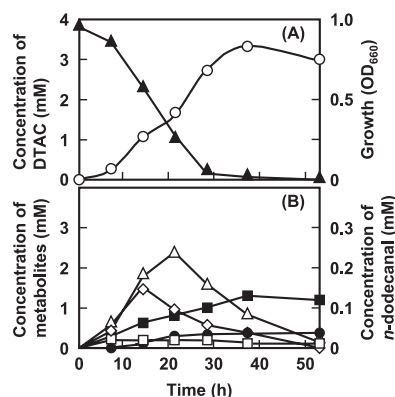 (A)
Concentration of
DTAC (mM)
4
3
2
1
0
1.0
0.5
0
Growth (OD660)
(B)
Concentration of
metabolites (mM)
3
2
1
0
0.3
0.2
0.1
0
Concentration of
n-dodecanal (mM)
0 10 20 30 40 50
Time (h)